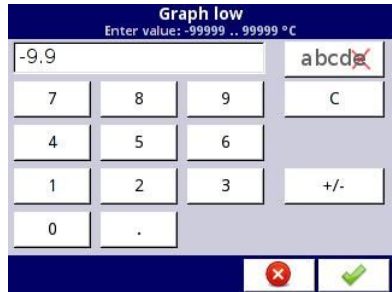 Graph low
Enter value: -99999 .. 99999 °C
-9.9
abcde
7 8 9 C
4 5 6
1 2 3 +/-
0 .